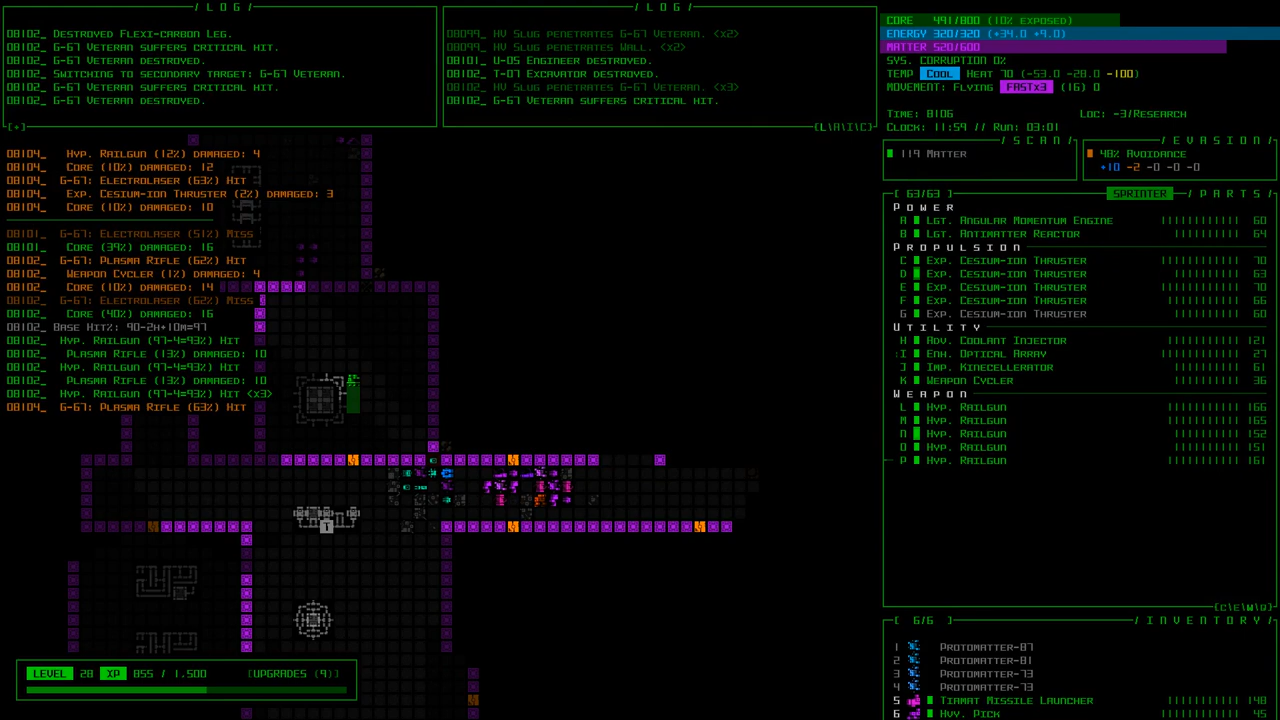 / LOG /
08102_ Destroyed Flexi-carbon Leg.
08102_ G-67 Veteran suffers critical hit.
08102_ G-67 Veteran destroyed.
08102_ Switching to secondary target: G-67 Veteran.
08102_ G-67 Veteran suffers critical hit.
08102_ G-67 Veteran destroyed.
[+]
/ LOG /
08099_ HV Slug penetrates G-67 Veteran. <x2>
08099_ HV Slug penetrates Wall. <x2>
08101_ U-05 Engineer destroyed.
08102_ T-07 Excavator destroyed.
08102_ HV Slug penetrates G-67 Veteran. <x3>
08102_ G-67 Veteran suffers critical hit.
{L\A\I\C}
08104_ Hyp. Railgun (12%) damaged: 4
08104_ Core (10%) damaged: 12
08104_ G-67: Electrolaser (63%) Hit
08104_ Exp. Cesium-ion Thruster (2%) damaged: 3
08104_ Core (10%) damaged: 10
08101_ G-67: Electrolaser (51%) Miss
08101_ Core (39%) damaged: 16
08102_ G-67: Plasma Rifle (62%) Hit
08102_ Weapon Cycler (1%) damaged: 4
08102_ Core (10%) damaged: 14
08102_ G-67: Electrolaser (62%) Miss
08102_ Core (40%) damaged: 16
08102_ Base Hit%: 90-2h+10m=97
08102_ Hyp. Railgun (97-4=93%) Hit
08102_ Plasma Rifle (13%) damaged: 10
08102_ Hyp. Railgun (97-4=93%) Hit
08102_ Plasma Rifle (13%) damaged: 10
08102_ Hyp. Railgun (97-4=93%) Hit <x3>
08104_ G-67: Plasma Rifle (63%) Hit
1
LEVEL 28 XP 855 / 1,500 [UPGRADES (9)]
CORE 491/800 (10% exposed)
ENERGY 320/320 (+34.0 +9.0)
MATTER 520/600
SYS. CORRUPTION 0%
TEMP Cool HEAT 70 (-53.0 -28.0 -100)
MOVEMENT: Flying FASTx3 (16) 0
Time: 8106 Loc: -3/Research
Clock: 11:59 // Run: 03:01
/ SCAN /
119 Matter
/ EVASION /
48% Avoidance
+10 -2 -0 -0 -0
[ 63/63 ] SPRINTER / PARTS /
Power
A Lgt. Angular Momentum Engine 60
B Lgt. Antimatter Reactor 64
Propulsion
C Exp. Cesium-ion Thruster 70
D Exp. Cesium-ion Thruster 63
E Exp. Cesium-ion Thruster 70
F Exp. Cesium-ion Thruster 66
G Exp. Cesium-ion Thruster 60
Utility
H Adv. Coolant Injector 121
I Enh. Optical Array 27
J Imp. Kinecellerator 61
K Weapon Cycler 36
Weapon
L Hyp. Railgun 166
M Hyp. Railgun 165
N Hyp. Railgun 152
O Hyp. Railgun 151
P Hyp. Railgun 161
{C\E\W\Q}
[ 6/6 ] / INVENTORY /
1 Protomatter-87
2 Protomatter-81
3 Protomatter-73
4 Protomatter-73
5 Tiamat Missile Launcher 148
6 Hvy. Pick 45